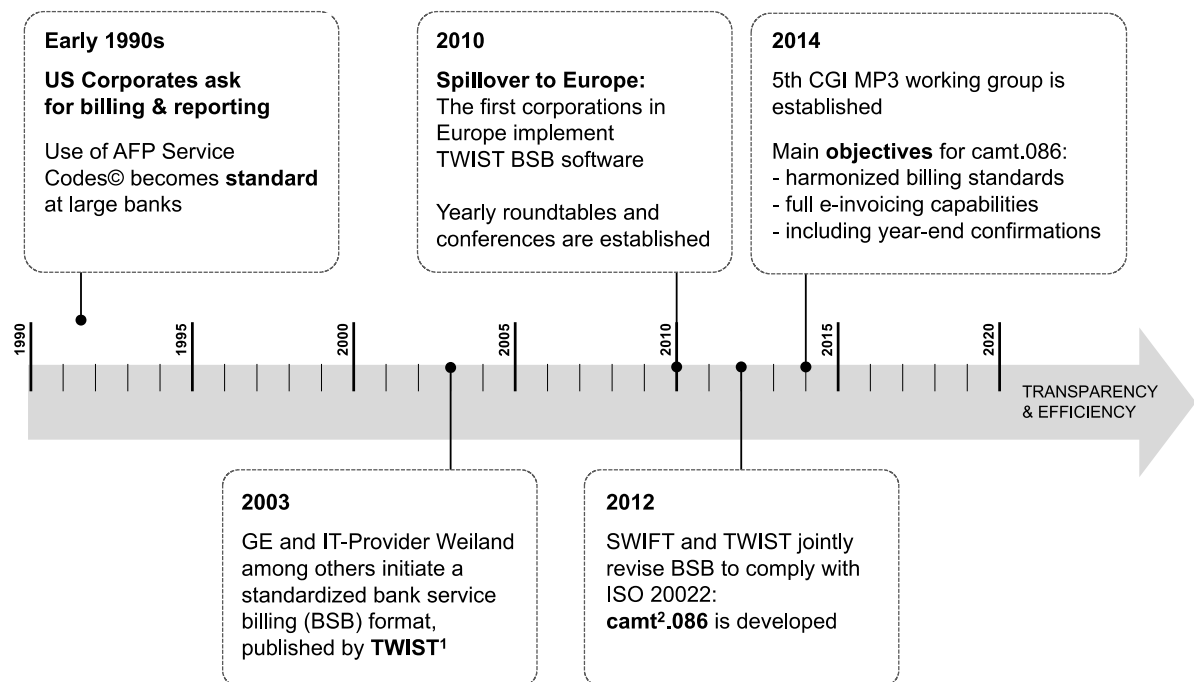 Early 1990s
US Corporates ask
for billing & reporting
Use of AFP Service
Codes© becomes standard
at large banks
2010
Spillover to Europe:
The first corporations in
Europe implement
TWIST BSB software
Yearly roundtables and
conferences are established
2014
5th CGI MP3 working group is
established
Main objectives for camt.086:
- harmonized billing standards
- full e-invoicing capabilities
- including year-end confirmations
1990
1995
2000
2005
2010
2015
2020
TRANSPARENCY
& EFFICIENCY
2003
GE and IT-Provider Weiland
among others initiate a
standardized bank service
billing (BSB) format,
published by TWIST¹
2012
SWIFT and TWIST jointly
revise BSB to comply with
ISO 20022:
camt².086 is developed